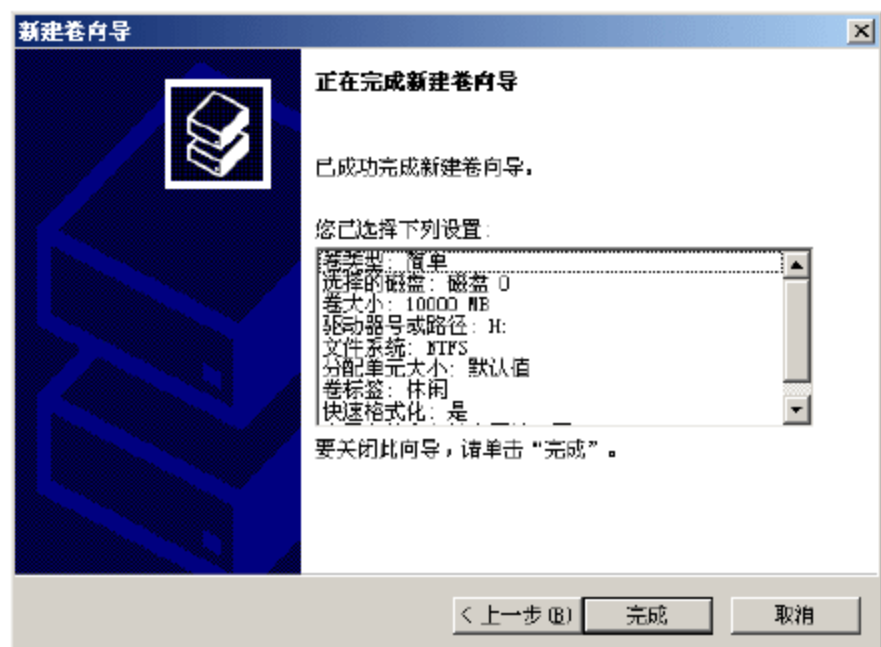 新建卷向导
正在完成新建卷向导
已成功完成新建卷向导。
您已选择下列设置:
卷类型: 简单
选择的磁盘: 磁盘 0
卷大小: 10000 MB
驱动器号或路径: H:
文件系统: NTFS
分配单元大小: 默认值
卷标签: 休闲
快速格式化: 是
要关闭此向导，请单击“完成”。
< 上一步(B)
完成
取消